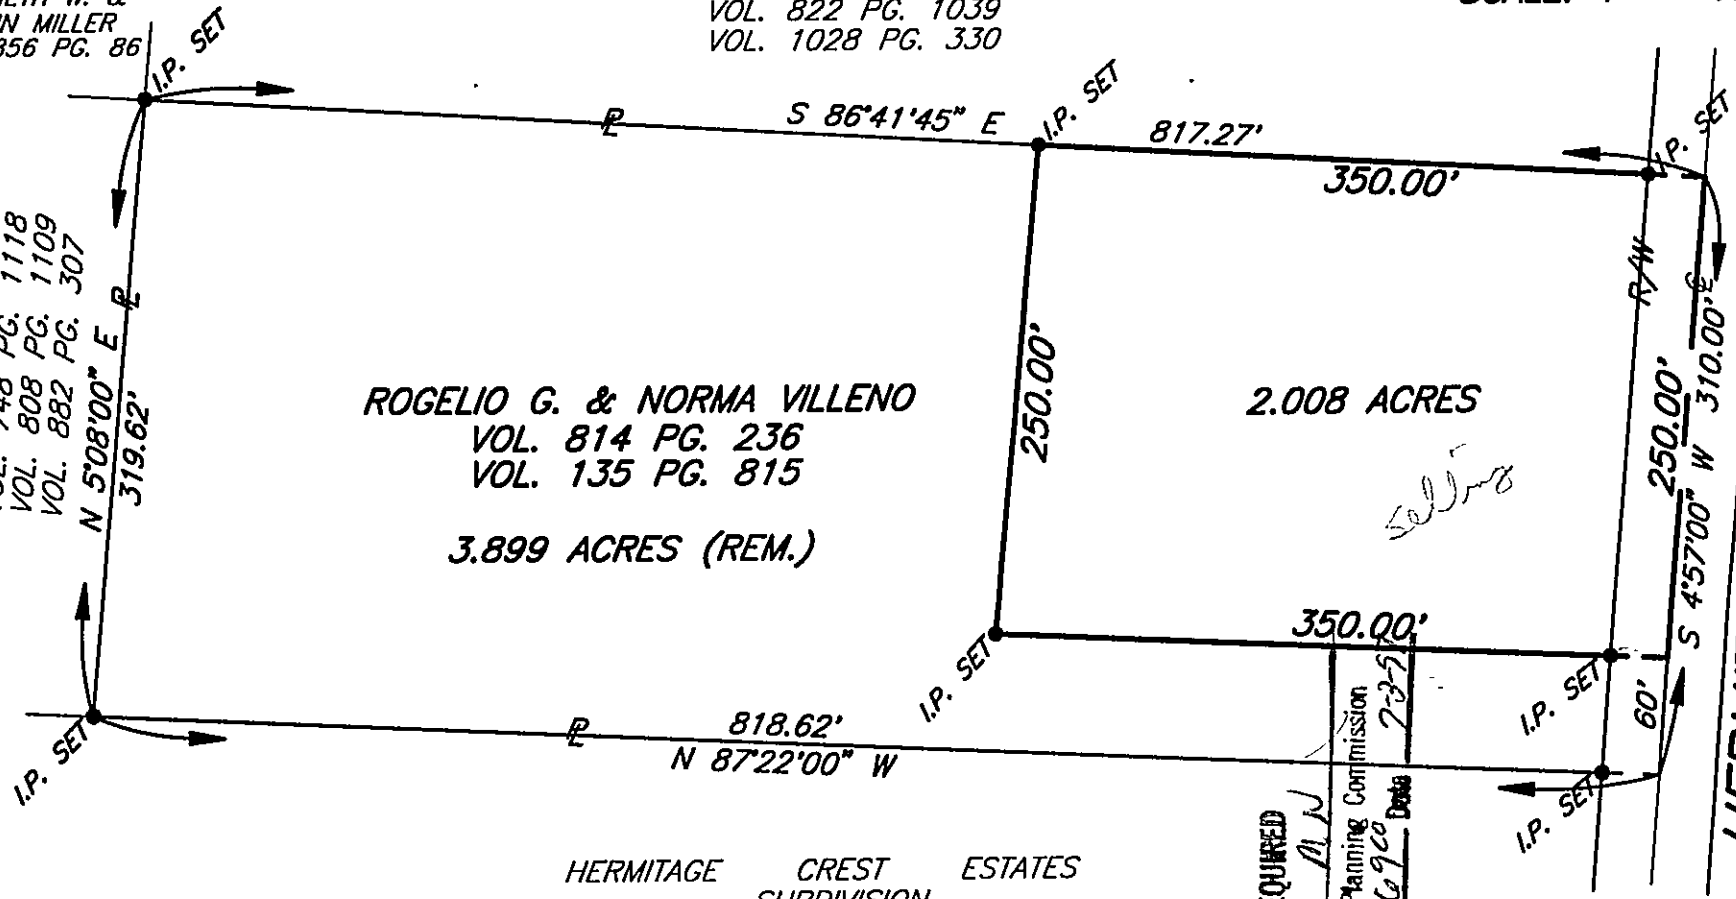 W. &
MILLER
856 PG. 86
VOL. 822 PG. 1039
VOL. 1028 PG. 330
I.P. SET
S 86°41'45" E
I.P. SET
817.27'
I.P. SET
350.00'
PG. 1118
VOL. 808 PG. 1109
VOL. 882 PG. 307
N 5°08'00" E
319.62'
R/W
250.00'
ROGELIO G. & NORMA VILLENO
VOL. 814 PG. 236
VOL. 135 PG. 815
3.899 ACRES (REM.)
2.008 ACRES
Selling
250.00'
S 4°57'00" W 310.00'
350.00'
I.P. SET
I.P. SET
60'
I.P. SET
818.62'
N 87°22'00" W
I.P. SET
Planning Commission
Date
HERMITAGE CREST ESTATES
SUBDIVISION